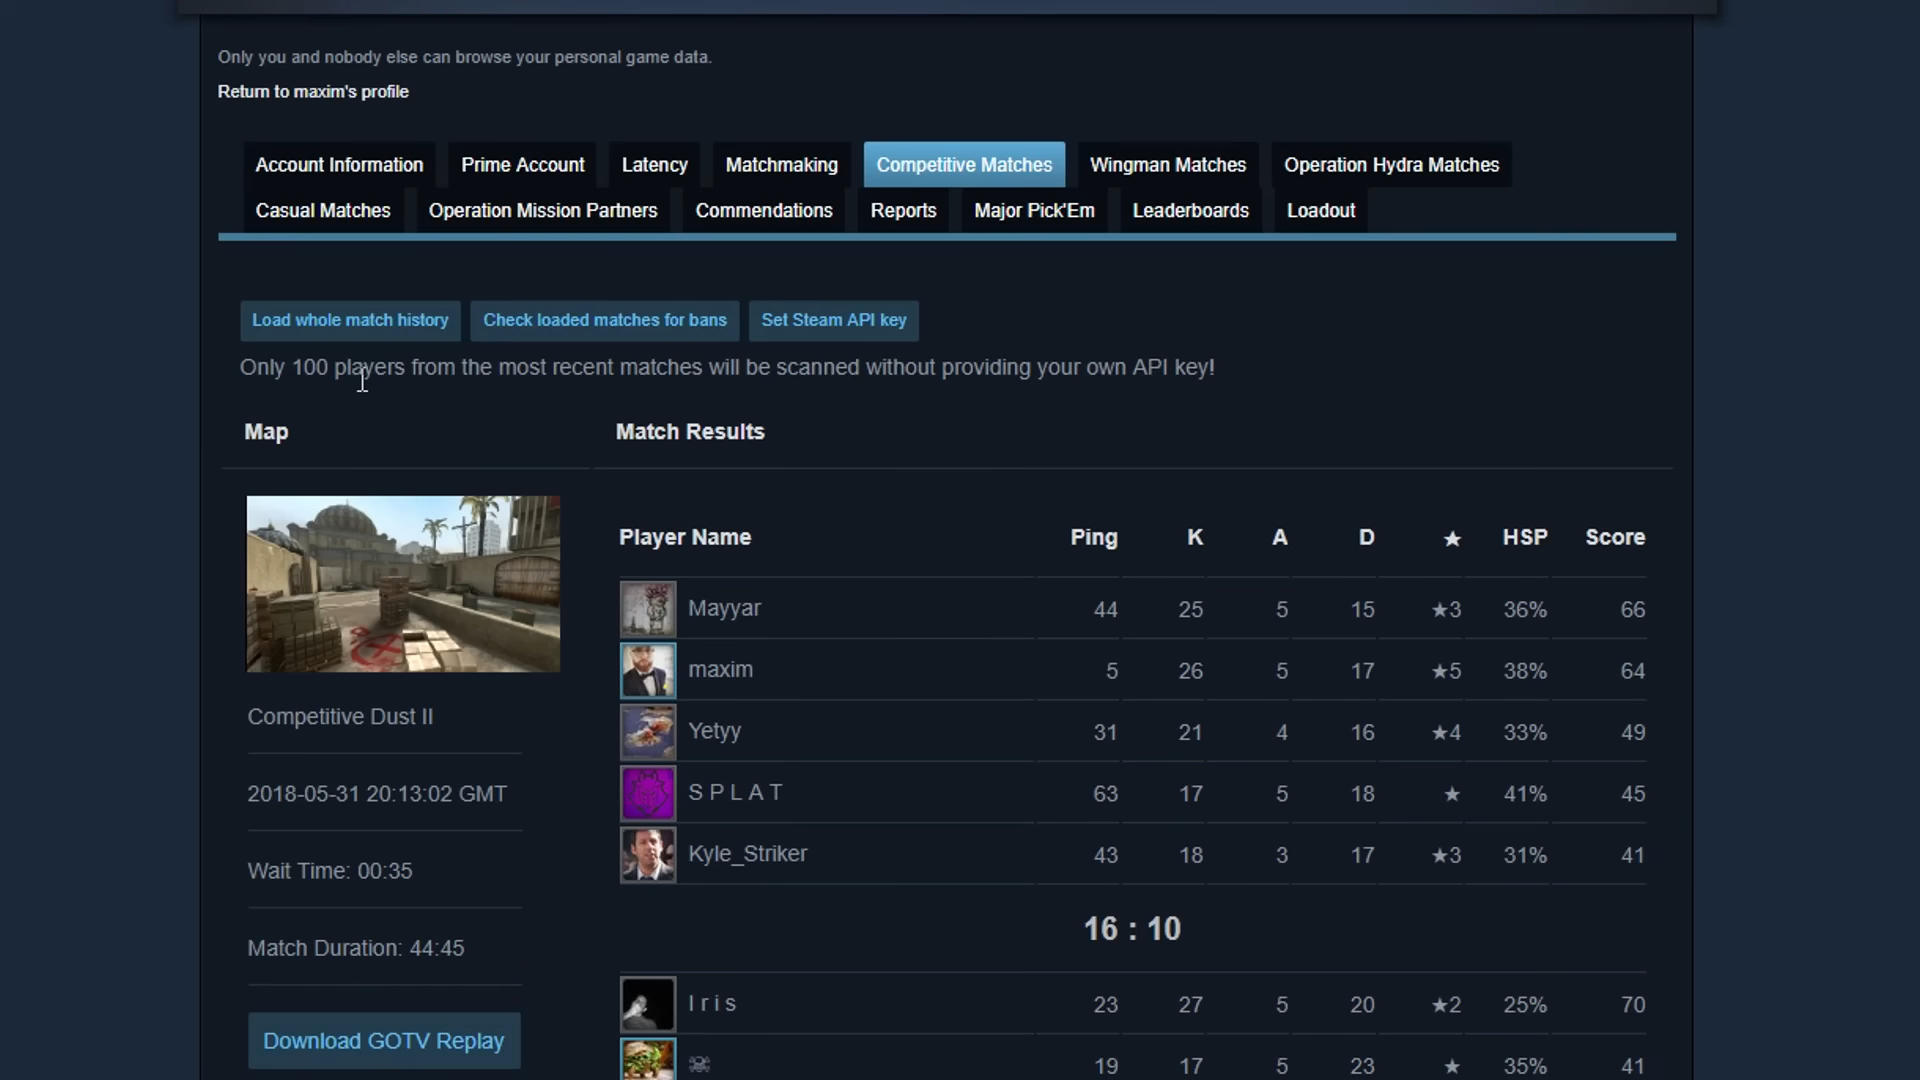 Only you and nobody else can browse your personal game data.
Return to maxim's profile
Account Information Prime Account Latency Matchmaking Competitive Matches Wingman Matches Operation Hydra Matches
Casual Matches Operation Mission Partners Commendations Reports Major Pick'Em Leaderboards Loadout
Load whole match history Check loaded matches for bans Set Steam API key
Only 100 players from the most recent matches will be scanned without providing your own API key!
Map Match Results
Player Name Ping K A D ★ HSP Score
Mayyar 44 25 5 15 ★3 36% 66
maxim 5 26 5 17 ★5 38% 64
Yetyy 31 21 4 16 ★4 33% 49
S P L A T 63 17 5 18 ★ 41% 45
Kyle_Striker 43 18 3 17 ★3 31% 41
16 : 10
I r i s 23 27 5 20 ★2 25% 70
☠ 19 17 5 23 ★ 35% 41
Competitive Dust II
2018-05-31 20:13:02 GMT
Wait Time: 00:35
Match Duration: 44:45
Download GOTV Replay